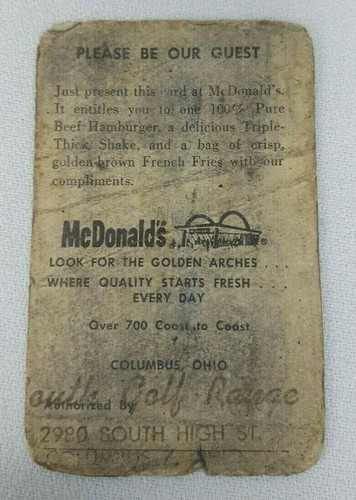 PLEASE BE OUR GUEST
Just present this card at McDonald's.
It entitles you to one 100% Pure
Beef Hamburger, a delicious Triple-
Thick Shake, and a bag of crisp,
golden-brown French Fries with our
compliments.
McDonald's ®
LOOK FOR THE GOLDEN ARCHES . . .
WHERE QUALITY STARTS FRESH . . .
EVERY DAY
Over 700 Coast to Coast
COLUMBUS, OHIO
outh Golf Range
Authorized By
2980 SOUTH HIGH ST.